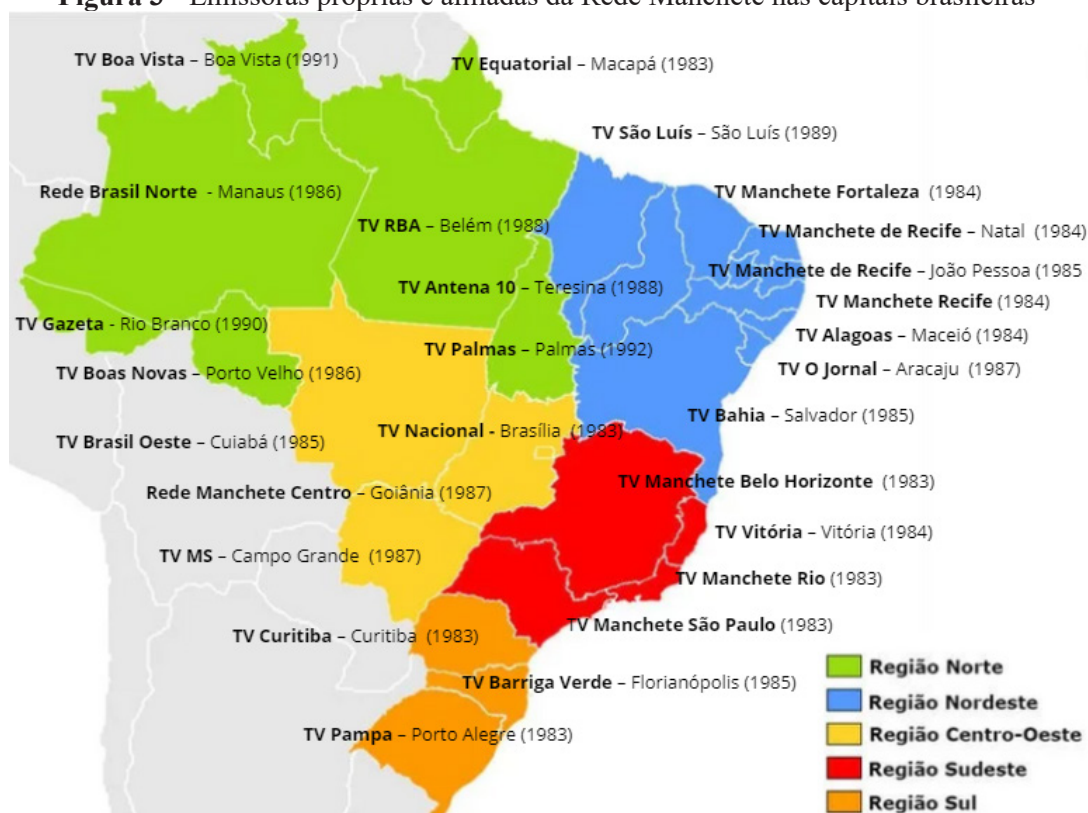 Figura 3 - Emissoras próprias e afiliadas da Rede Manchete nas capitais brasileiras
TV Boa Vista – Boa Vista (1991)
TV Equatorial – Macapá (1983)
TV São Luís – São Luís (1989)
Rede Brasil Norte - Manaus (1986)
TV Manchete Fortaleza (1984)
TV RBA – Belém (1988)
TV Manchete de Recife – Natal (1984)
TV Manchete de Recife – João Pessoa (1985
TV Antena 10 – Teresina (1988)
TV Manchete Recife (1984)
TV Gazeta - Rio Branco (1990)
TV Alagoas – Maceió (1984)
TV Palmas – Palmas (1992)
TV O Jornal – Aracaju (1987)
TV Boas Novas – Porto Velho (1986)
TV Bahia – Salvador (1985)
TV Nacional - Brasília (1983)
TV Brasil Oeste – Cuiabá (1985)
TV Manchete Belo Horizonte (1983)
Rede Manchete Centro – Goiânia (1987)
TV Vitória – Vitória (1984)
TV MS – Campo Grande (1987)
TV Manchete Rio (1983)
TV Manchete São Paulo (1983)
TV Curitiba – Curitiba (1983)
TV Barriga Verde – Florianópolis (1985)
TV Pampa – Porto Alegre (1983)
Região Norte
Região Nordeste
Região Centro-Oeste
Região Sudeste
Região Sul